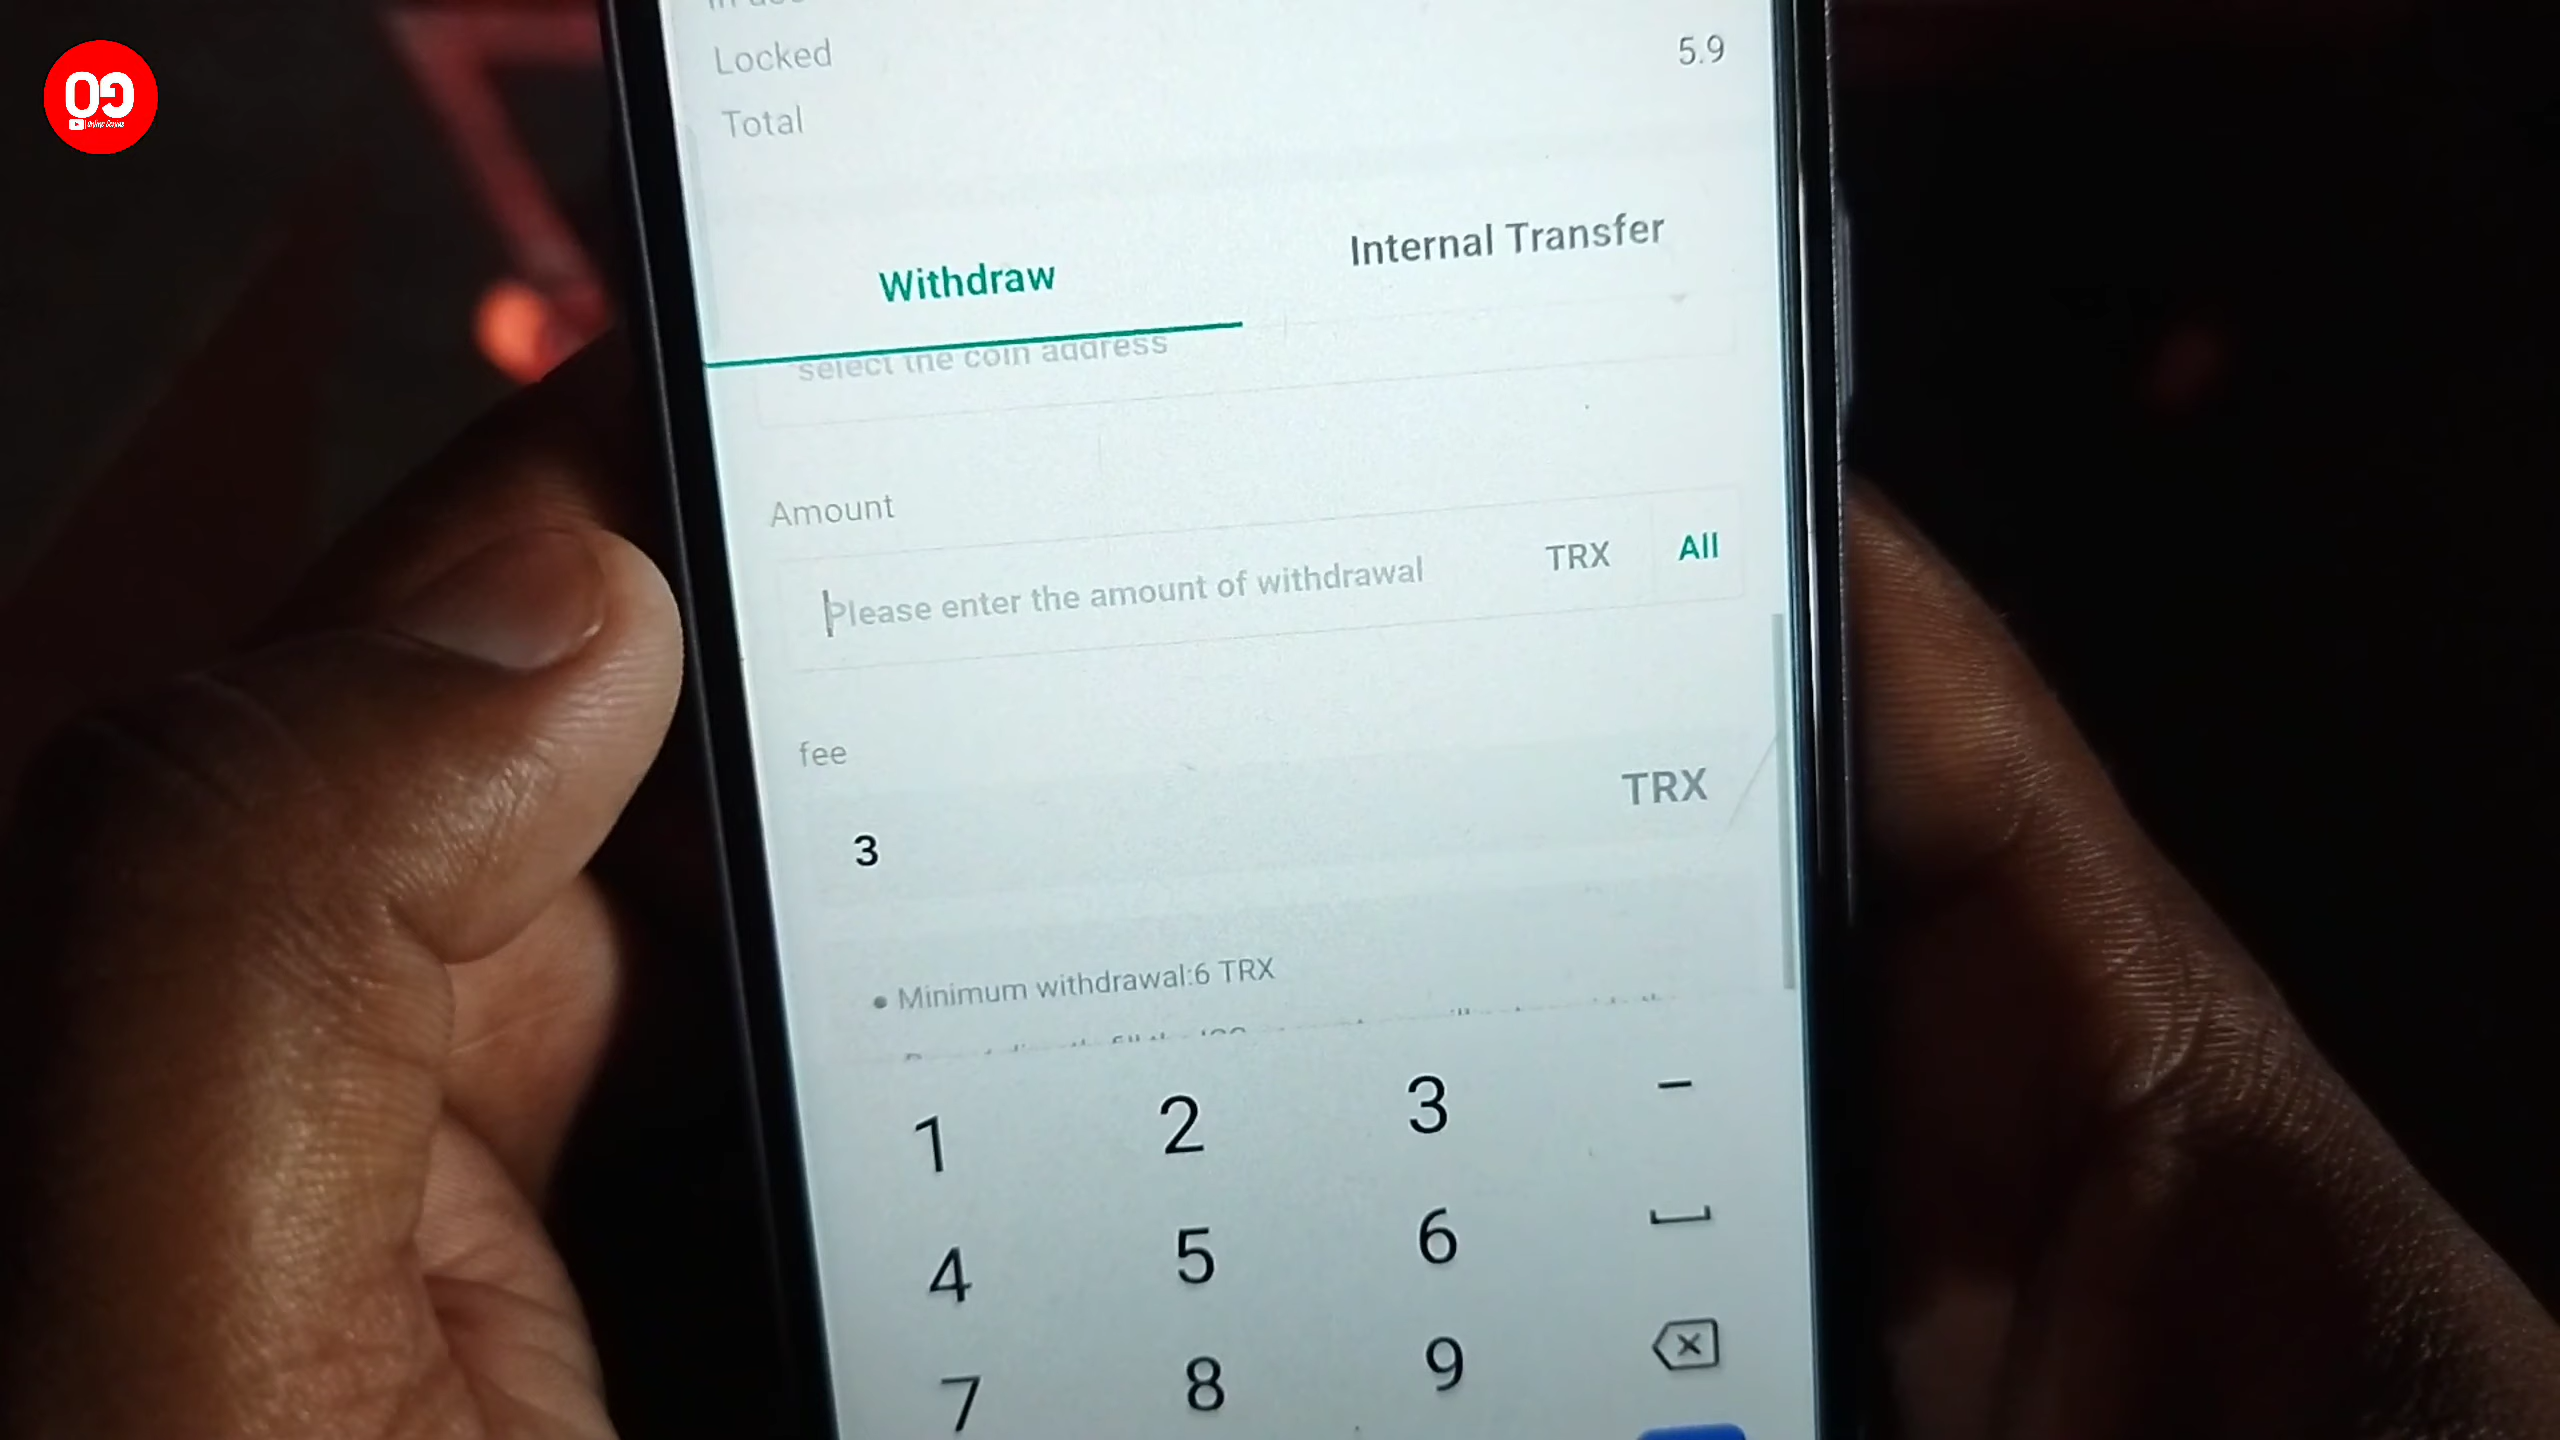 OG
Locked
5.9
Total
Withdraw
Internal Transfer
select the coin address
Amount
Please enter the amount of withdrawal
TRX
All
fee
3
TRX
• Minimum withdrawal:6 TRX
1 2 3 –
4 5 6
7 8 9